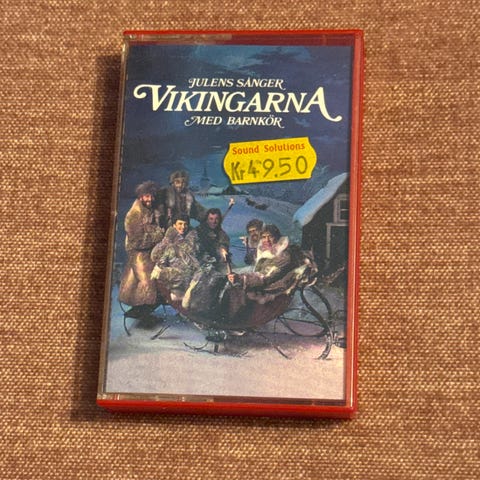 JULENS SÅNGER
VIKINGARNA
MED BARNKÖR
Sound Solutions
Kr 49.50